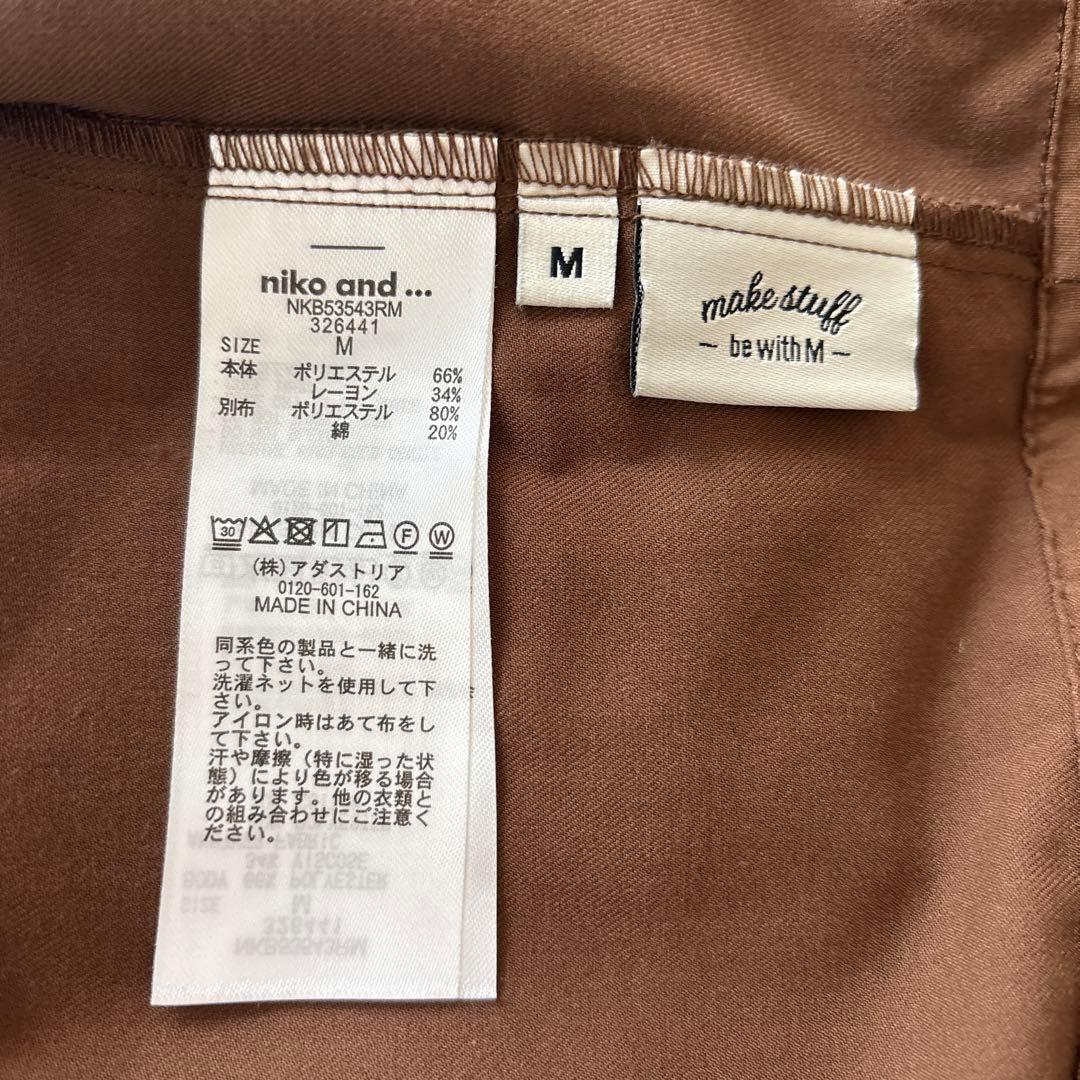 niko and ...
NKB53543RM
326441
SIZE M
本体 ポリエステル 66%
レーヨン 34%
別布 ポリエステル 80%
綿 20%
30 F W
(株)アダストリア
0120-601-162
MADE IN CHINA
同系色の製品と一緒に洗
って下さい。
洗濯ネットを使用して下
さい。
アイロン時はあて布をし
て下さい。
汗や摩擦(特に湿った状
態)により色が移る場合
があります。他の衣類と
の組み合わせにご注意く
ださい。
M
make stuff
- be with M -